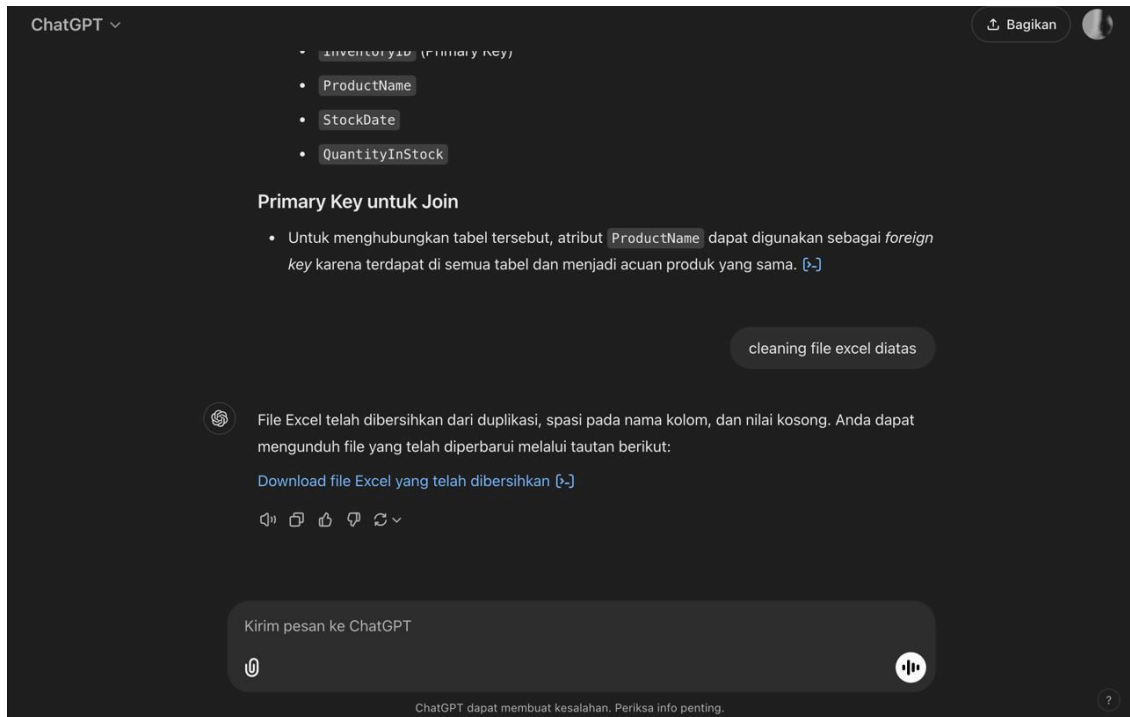 ChatGPT
Bagikan
InventoryID (Primary Key)
ProductName
StockDate
QuantityInStock
Primary Key untuk Join
Untuk menghubungkan tabel tersebut, atribut ProductName dapat digunakan sebagai foreign
key karena terdapat di semua tabel dan menjadi acuan produk yang sama. [>-]
cleaning file excel diatas
File Excel telah dibersihkan dari duplikasi, spasi pada nama kolom, dan nilai kosong. Anda dapat
mengunduh file yang telah diperbarui melalui tautan berikut:
Download file Excel yang telah dibersihkan [>-]
Kirim pesan ke ChatGPT
ChatGPT dapat membuat kesalahan. Periksa info penting.
?